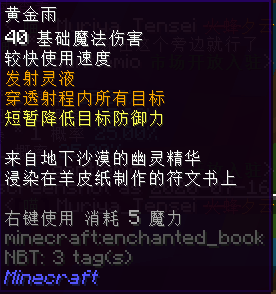 黄金雨
40 基础魔法伤害
较快使用速度
发射灵液
穿透射程内所有目标
短暂降低目标防御力
来自地下沙漠的幽灵精华
浸染在羊皮纸制作的符文书上
右键使用 消耗 5 魔力
minecraft:enchanted_book
NBT: 3 tag(s)
Minecraft